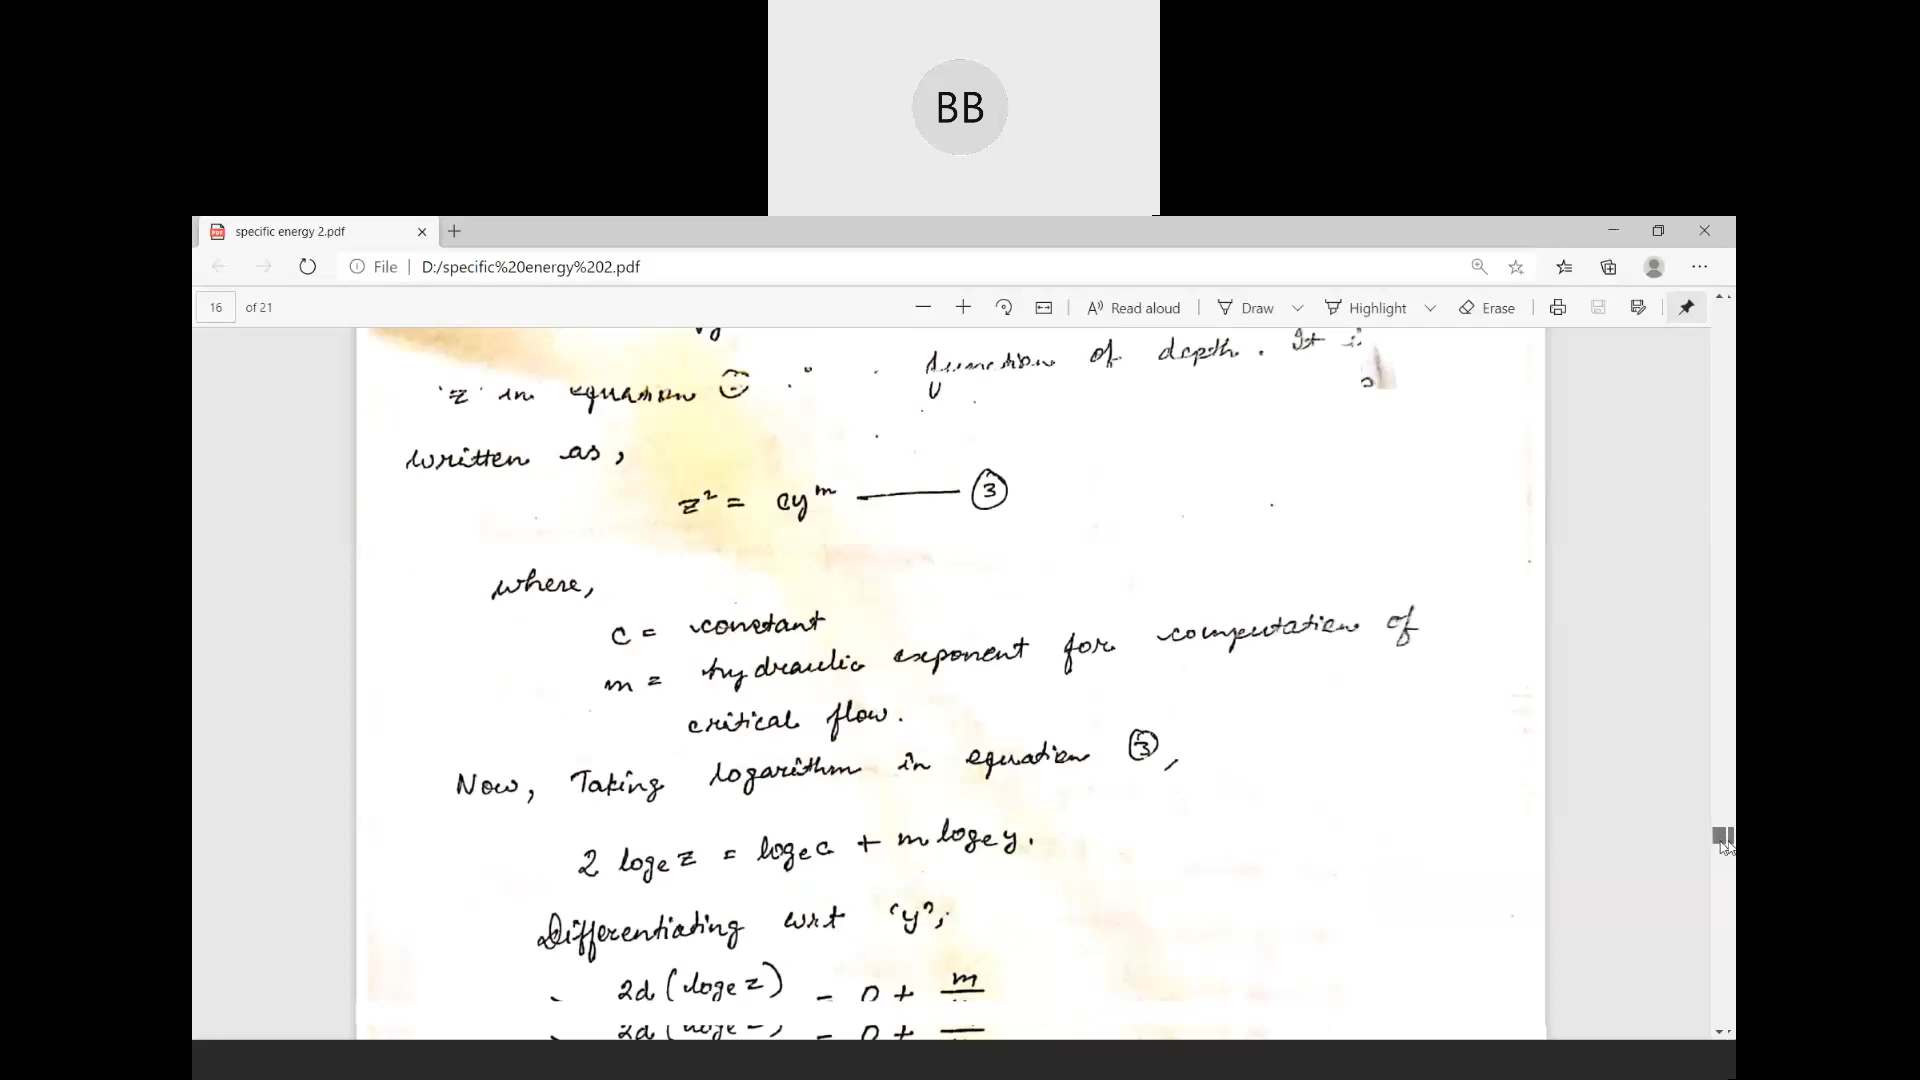 BB
specific energy 2.pdf
File D:/specific%20energy%202.pdf
16 of 21 Read aloud Draw Highlight Erase
function of depth. It
'z' in equation
written as,
z² = cy^m ——— ③
where,
c = constant
m = hydraulic exponent for computation of
critical flow.
Now, Taking logarithm in equation ③,
2 loge z = loge c + m loge y.
Differentiating wrt 'y',
2d (loge z) = 0 + m